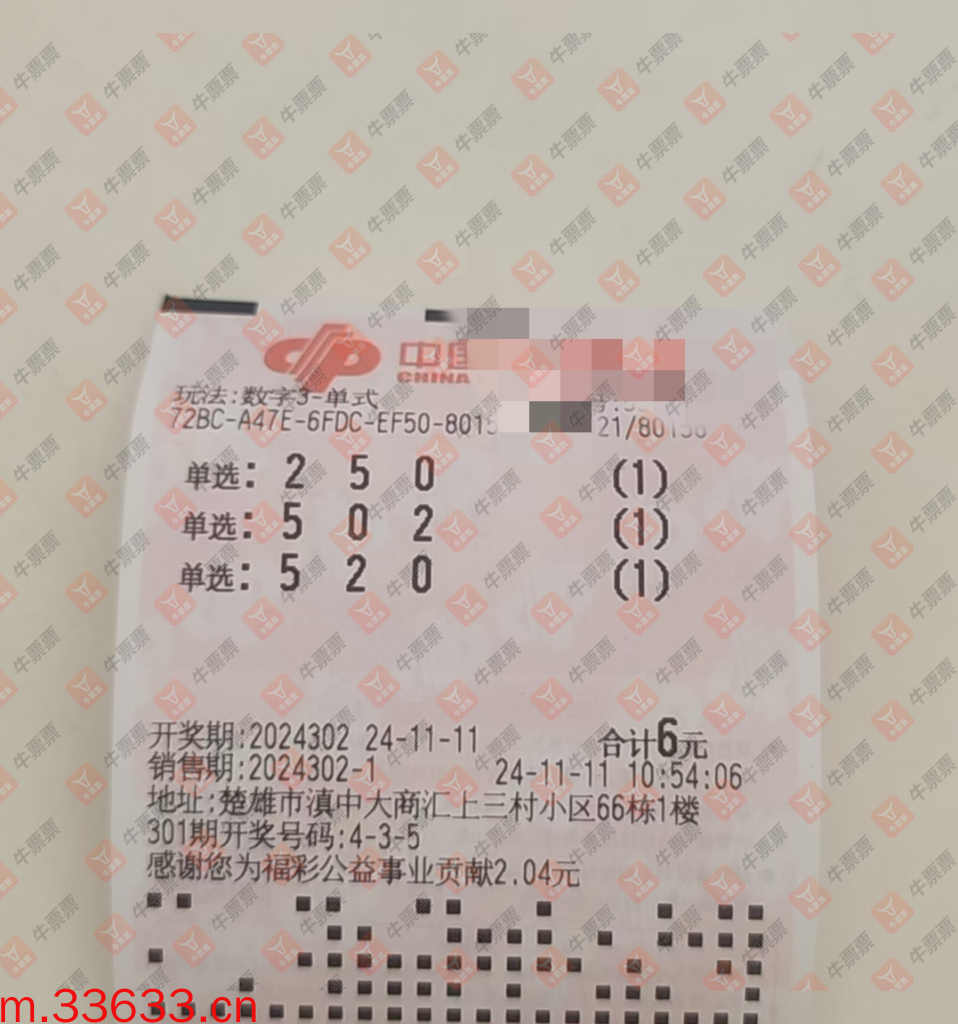 中国
CHINA
玩法:数字3-单式
72BC-A47E-6FDC-EF50-8015 21/80158
单选: 2 5 0 (1)
单选: 5 0 2 (1)
单选: 5 2 0 (1)
开奖期:2024302 24-11-11 合计6元
销售期:2024302-1 24-11-11 10:54:06
地址:楚雄市滇中大商汇上三村小区66栋1楼
301期开奖号码:4-3-5
感谢您为福彩公益事业贡献2.04元
牛票票
m.33633.cn